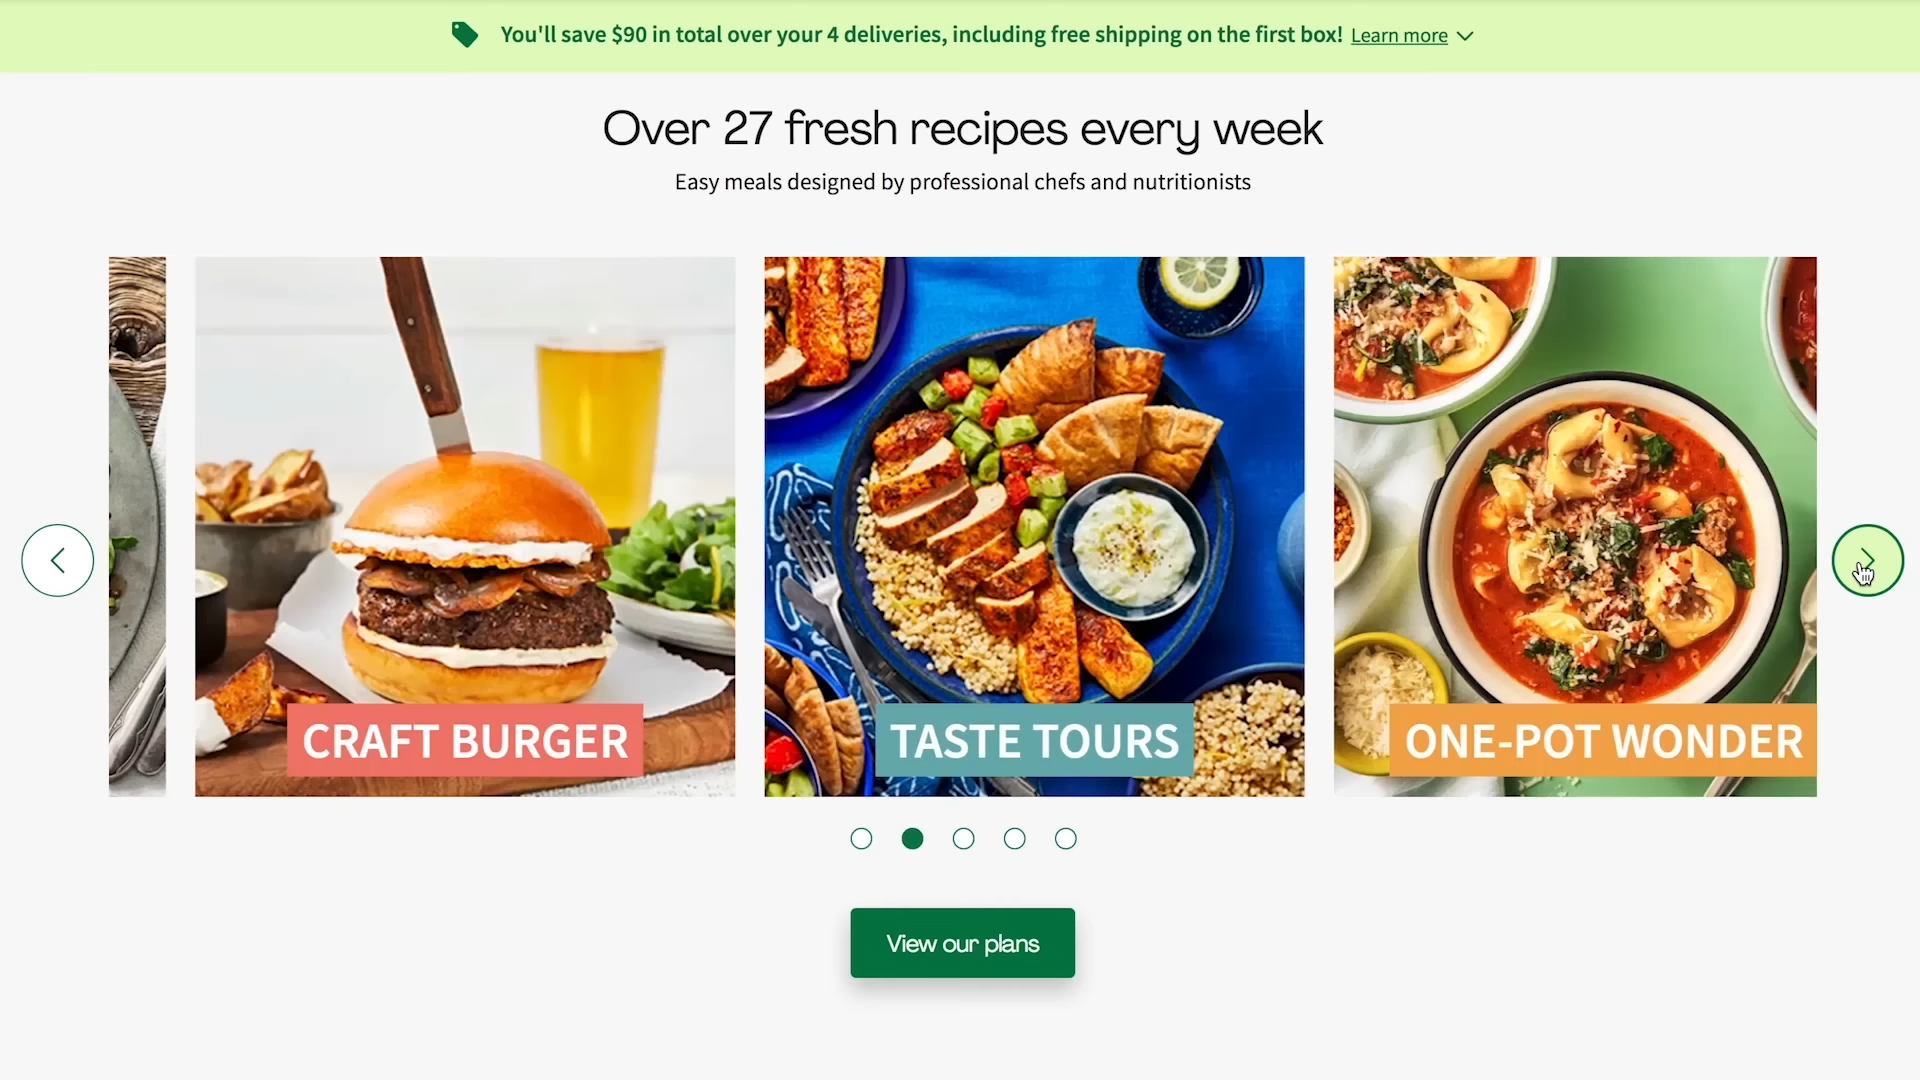 You'll save $90 in total over your 4 deliveries, including free shipping on the first box! Learn more
Over 27 fresh recipes every week
Easy meals designed by professional chefs and nutritionists
CRAFT BURGER
TASTE TOURS
ONE-POT WONDER
View our plans